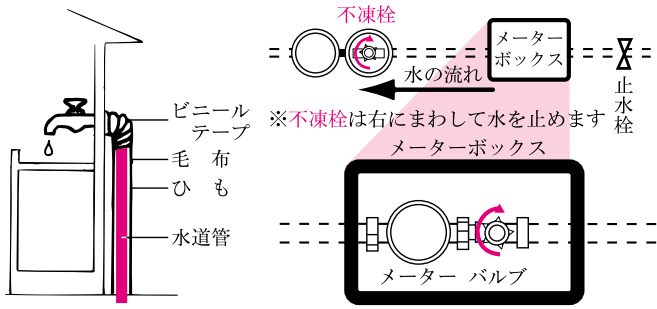 ビニール
テープ
毛 布
ひ も
水道管
不凍栓
メーター
ボックス
水の流れ
止水栓
※不凍栓は右にまわして水を止めます
メーターボックス
メーター バルブ